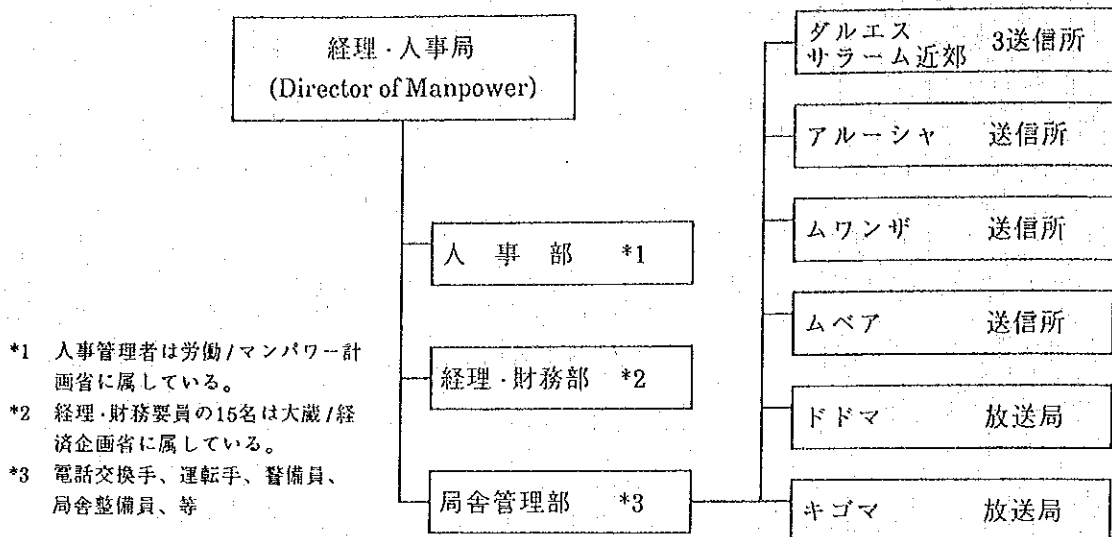 経理・人事局
(Director of Manpower)
人事部 *1
経理・財務部 *2
局舎管理部 *3
ダルエス
サラーム近郊 3送信所
アルーシャ 送信所
ムワンザ 送信所
ムベア 送信所
ドドマ 放送局
キゴマ 放送局
*1 人事管理者は労働/マンパワー計
画省に属している。
*2 経理・財務要員の15名は大蔵/経
済企画省に属している。
*3 電話交換手、運転手、警備員、
局舎整備員、等